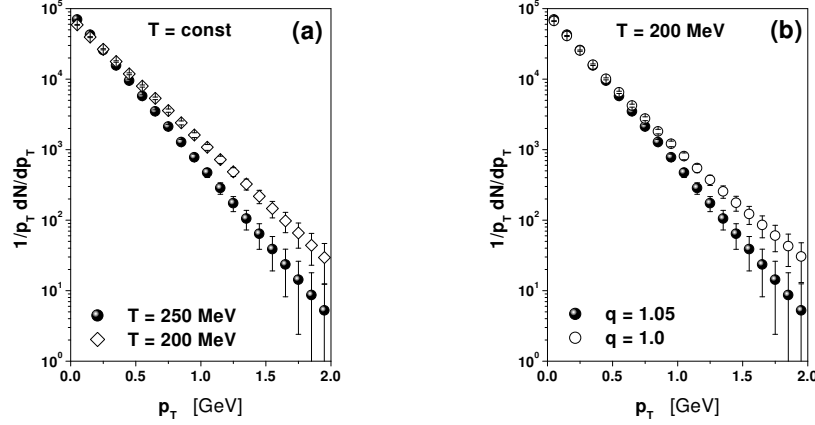 T = const
(a)
10^5
10^4
10^3
10^2
10^1
10^0
1/p_T dN/dp_T
T = 250 MeV
T = 200 MeV
0.0 0.5 1.0 1.5 2.0
p_T [GeV]
T = 200 MeV
(b)
10^5
10^4
10^3
10^2
10^1
10^0
1/p_T dN/dp_T
q = 1.05
q = 1.0
0.0 0.5 1.0 1.5 2.0
p_T [GeV]